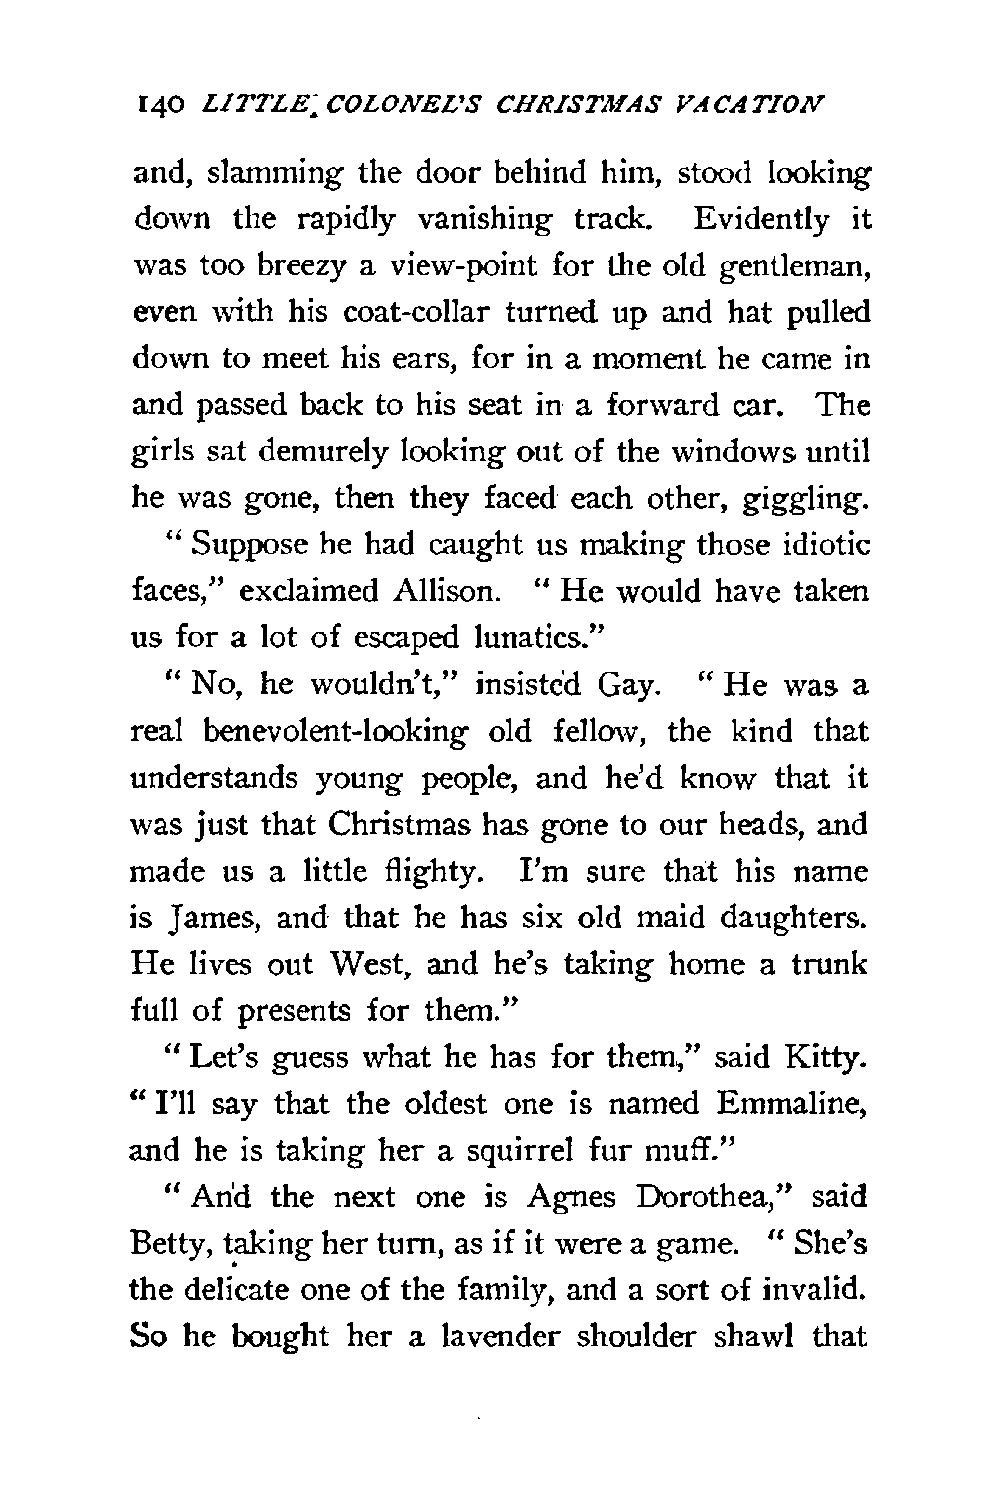 140 LITTLE COLONEL'S CHRISTMAS VACATION
and, slamming the door behind him, stood looking
down the rapidly vanishing track. Evidently it
was too breezy a view-point for the old gentleman,
even with his coat-collar turned up and hat pulled
down to meet his ears, for in a moment he came in
and passed back to his seat in a forward car. The
girls sat demurely looking out of the windows until
he was gone, then they faced each other, giggling.
“ Suppose he had caught us making those idiotic
faces,” exclaimed Allison. “ He would have taken
us for a lot of escaped lunatics.”
“ No, he wouldn't,” insisted Gay. “ He was a
real benevolent-looking old fellow, the kind that
understands young people, and he'd know that it
was just that Christmas has gone to our heads, and
made us a little flighty. I'm sure that his name
is James, and that he has six old maid daughters.
He lives out West, and he's taking home a trunk
full of presents for them.”
“ Let's guess what he has for them,” said Kitty.
“ I'll say that the oldest one is named Emmaline,
and he is taking her a squirrel fur muff.”
“ And the next one is Agnes Dorothea,” said
Betty, taking her turn, as if it were a game. “ She's
the delicate one of the family, and a sort of invalid.
So he bought her a lavender shoulder shawl that